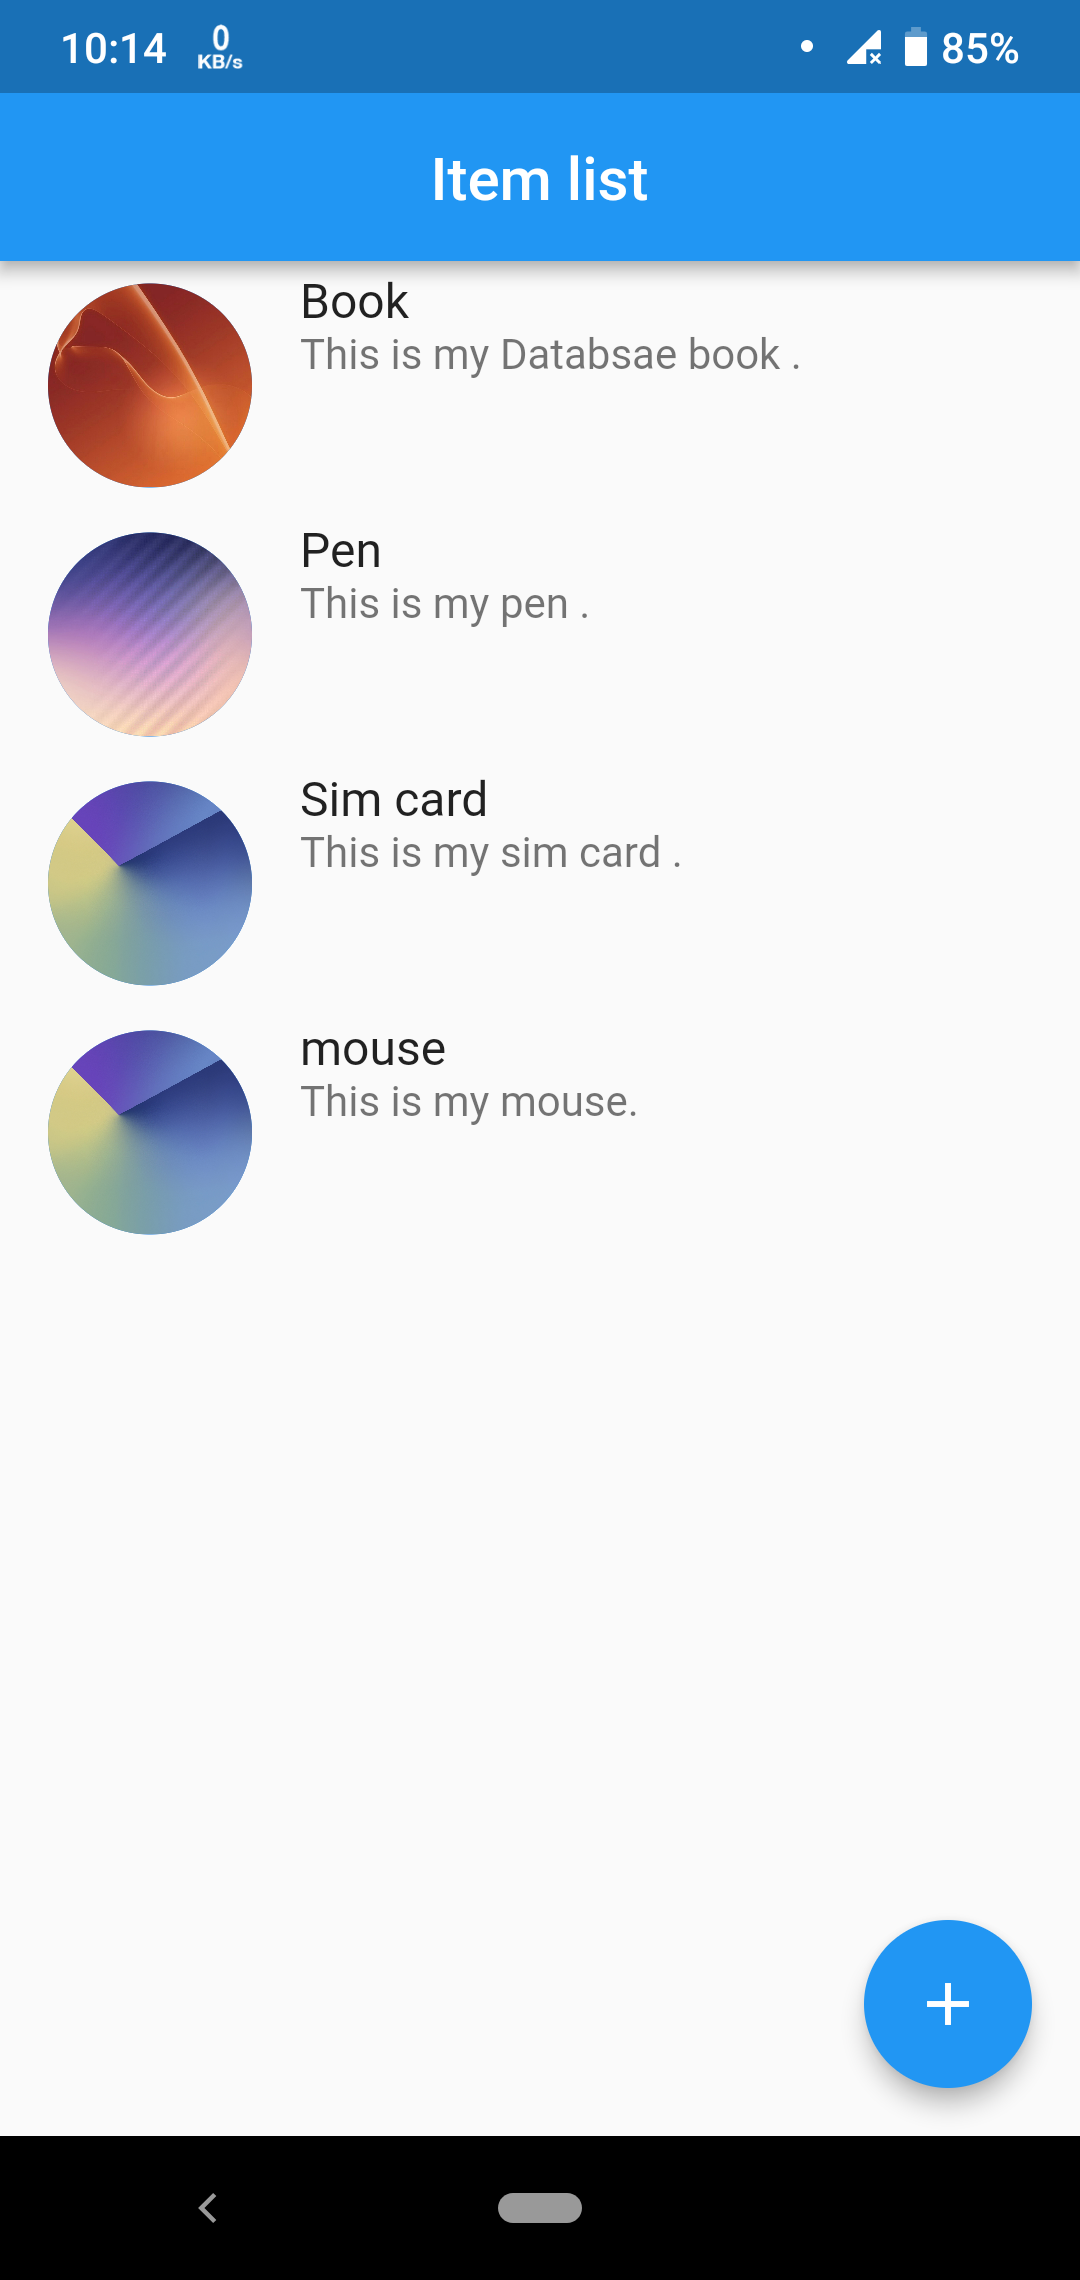 10:14 0 KB/s 85%
Item list
Book
This is my Databsae book .
Pen
This is my pen .
Sim card
This is my sim card .
mouse
This is my mouse.